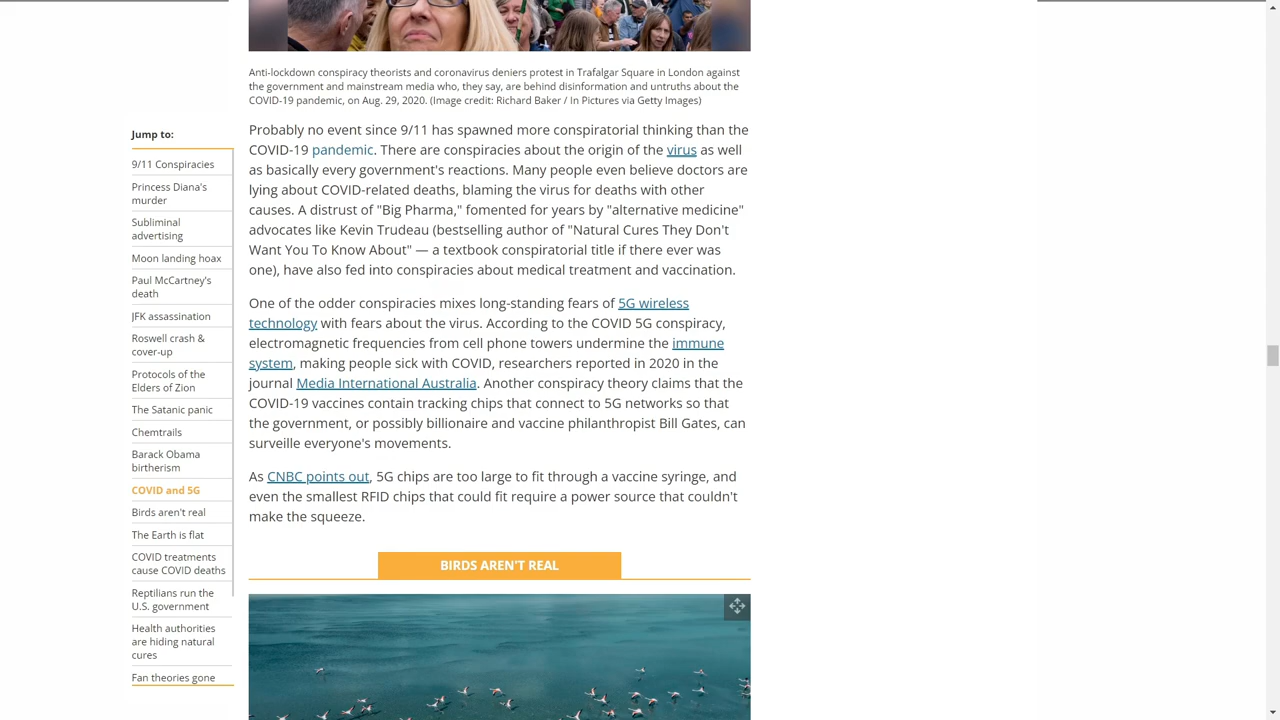 Anti-lockdown conspiracy theorists and coronavirus deniers protest in Trafalgar Square in London against
the government and mainstream media who, they say, are behind disinformation and untruths about the
COVID-19 pandemic, on Aug. 29, 2020. (Image credit: Richard Baker / In Pictures via Getty Images)
Jump to:
9/11 Conspiracies
Princess Diana's
murder
Subliminal
advertising
Moon landing hoax
Paul McCartney's
death
JFK assassination
Roswell crash &
cover-up
Protocols of the
Elders of Zion
The Satanic panic
Chemtrails
Barack Obama
birtherism
COVID and 5G
Birds aren't real
The Earth is flat
COVID treatments
cause COVID deaths
Reptilians run the
U.S. government
Health authorities
are hiding natural
cures
Fan theories gone
Probably no event since 9/11 has spawned more conspiratorial thinking than the
COVID-19 pandemic. There are conspiracies about the origin of the virus as well
as basically every government's reactions. Many people even believe doctors are
lying about COVID-related deaths, blaming the virus for deaths with other
causes. A distrust of "Big Pharma," fomented for years by "alternative medicine"
advocates like Kevin Trudeau (bestselling author of "Natural Cures They Don't
Want You To Know About" — a textbook conspiratorial title if there ever was
one), have also fed into conspiracies about medical treatment and vaccination.
One of the odder conspiracies mixes long-standing fears of 5G wireless
technology with fears about the virus. According to the COVID 5G conspiracy,
electromagnetic frequencies from cell phone towers undermine the immune
system, making people sick with COVID, researchers reported in 2020 in the
journal Media International Australia. Another conspiracy theory claims that the
COVID-19 vaccines contain tracking chips that connect to 5G networks so that
the government, or possibly billionaire and vaccine philanthropist Bill Gates, can
surveille everyone's movements.
As CNBC points out, 5G chips are too large to fit through a vaccine syringe, and
even the smallest RFID chips that could fit require a power source that couldn't
make the squeeze.
BIRDS AREN'T REAL